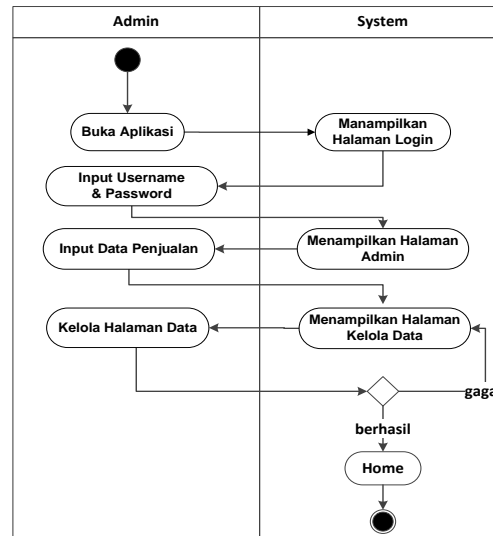 Admin
System
Buka Aplikasi
Manampilkan
Halaman Login
Input Username
& Password
Menampilkan Halaman
Admin
Input Data Penjualan
Menampilkan Halaman
Kelola Data
Kelola Halaman Data
gaga
berhasil
Home